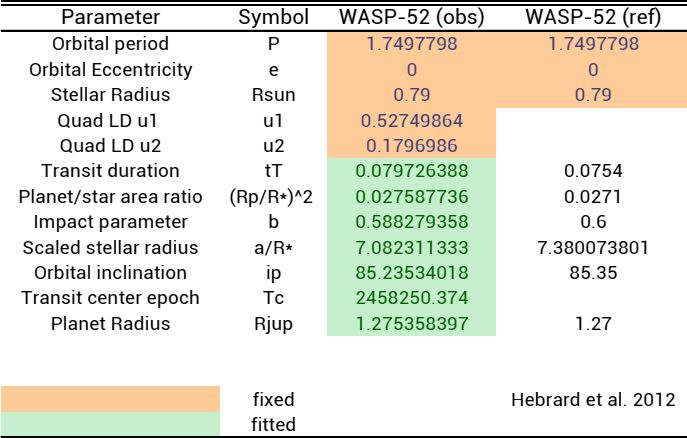 Parameter Symbol WASP-52 (obs) WASP-52 (ref)
Orbital period P 1.7497798 1.7497798
Orbital Eccentricity e 0 0
Stellar Radius Rsun 0.79 0.79
Quad LD u1 u1 0.52749864
Quad LD u2 u2 0.1796986
Transit duration tT 0.079726388 0.0754
Planet/star area ratio (Rp/R*)^2 0.027587736 0.0271
Impact parameter b 0.588279358 0.6
Scaled stellar radius a/R* 7.082311333 7.380073801
Orbital inclination ip 85.23534018 85.35
Transit center epoch Tc 2458250.374
Planet Radius Rjup 1.275358397 1.27
fixed Hebrard et al. 2012
fitted